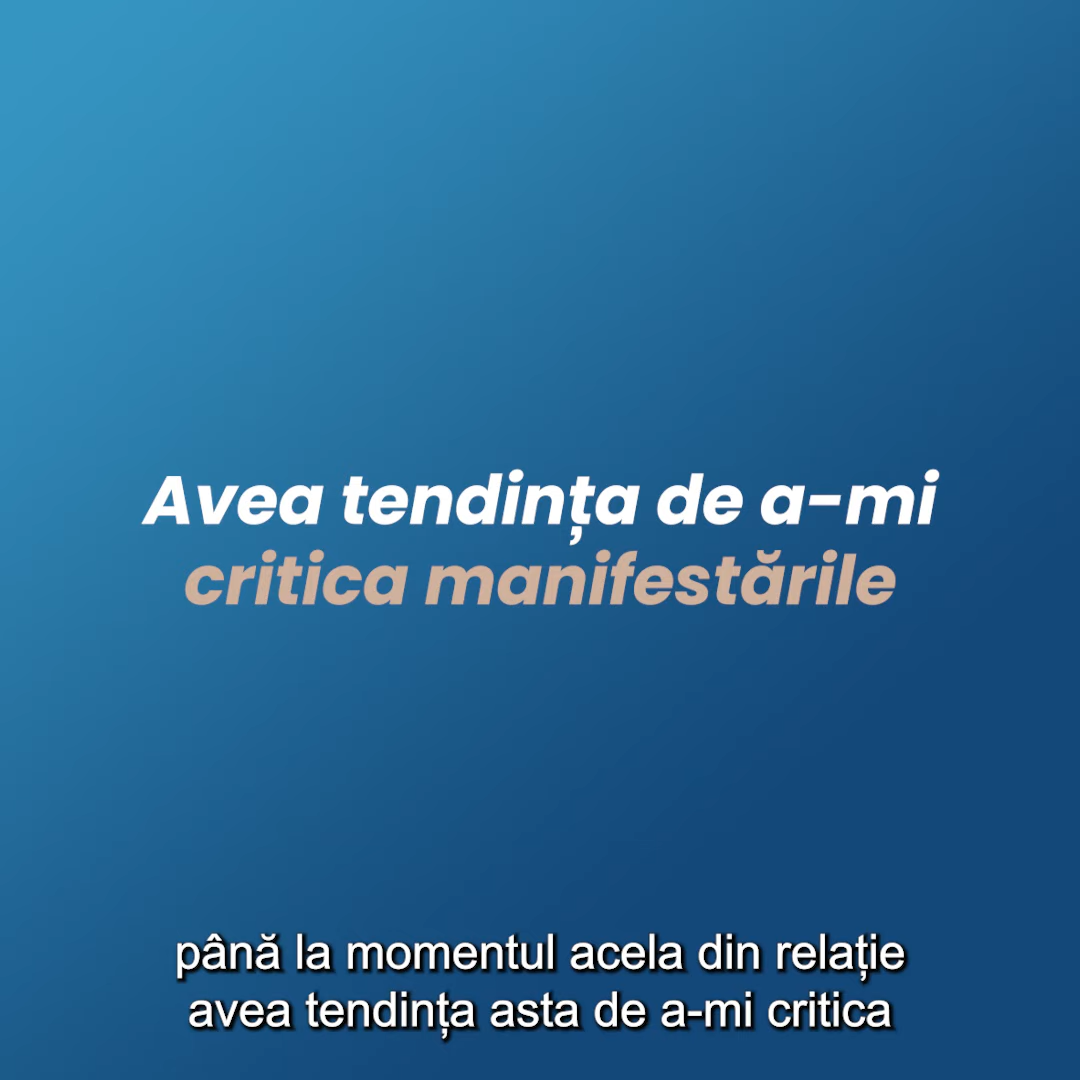 Avea tendința de a-mi
critica manifestările
până la momentul acela din relație
avea tendința asta de a-mi critica